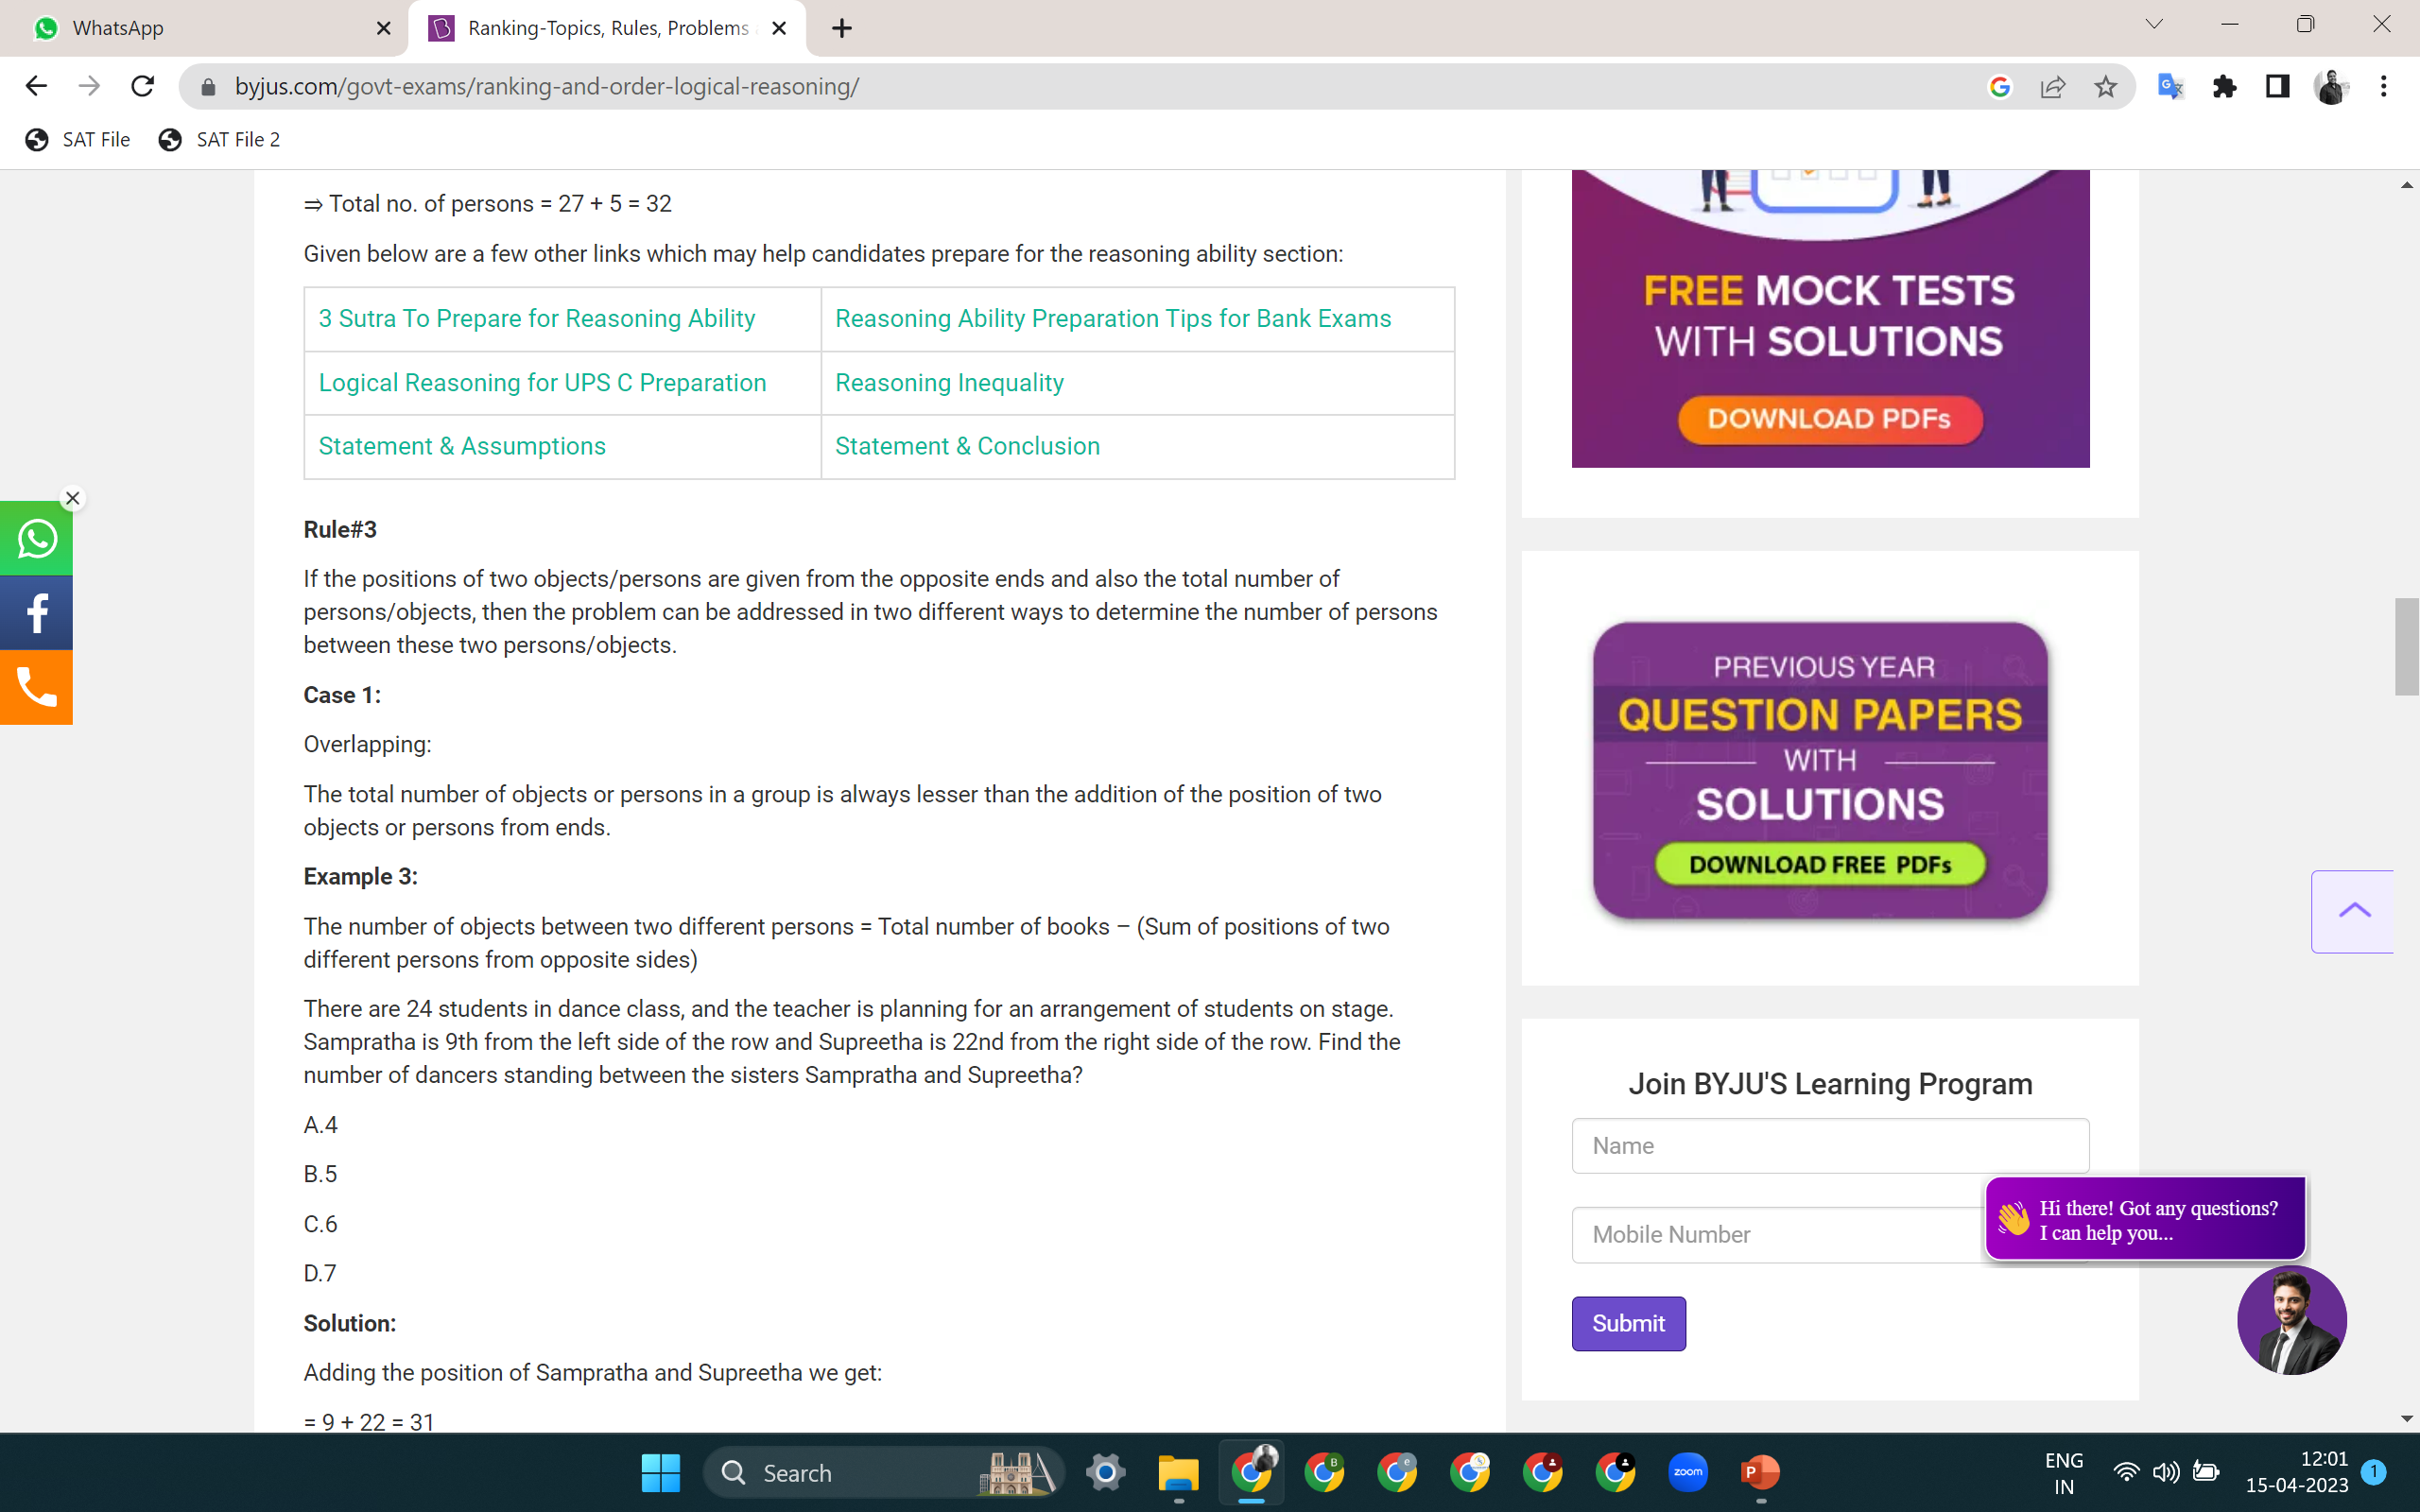 WhatsApp
Ranking-Topics, Rules, Problems
byjus.com/govt-exams/ranking-and-order-logical-reasoning/
SAT File
SAT File 2
⇒ Total no. of persons = 27 + 5 = 32
Given below are a few other links which may help candidates prepare for the reasoning ability section:
3 Sutra To Prepare for Reasoning Ability
Reasoning Ability Preparation Tips for Bank Exams
Logical Reasoning for UPS C Preparation
Reasoning Inequality
Statement & Assumptions
Statement & Conclusion
Rule#3
If the positions of two objects/persons are given from the opposite ends and also the total number of
persons/objects, then the problem can be addressed in two different ways to determine the number of persons
between these two persons/objects.
Case 1:
Overlapping:
The total number of objects or persons in a group is always lesser than the addition of the position of two
objects or persons from ends.
Example 3:
The number of objects between two different persons = Total number of books – (Sum of positions of two
different persons from opposite sides)
There are 24 students in dance class, and the teacher is planning for an arrangement of students on stage.
Sampratha is 9th from the left side of the row and Supreetha is 22nd from the right side of the row. Find the
number of dancers standing between the sisters Sampratha and Supreetha?
A.4
B.5
C.6
D.7
Solution:
Adding the position of Sampratha and Supreetha we get:
= 9 + 22 = 31
FREE MOCK TESTS
WITH SOLUTIONS
DOWNLOAD PDFs
PREVIOUS YEAR
QUESTION PAPERS
WITH
SOLUTIONS
DOWNLOAD FREE PDFs
Join BYJU'S Learning Program
Name
Mobile Number
Submit
Hi there! Got any questions?
I can help you...
Search
zoom
ENG
IN
12:01
15-04-2023
1